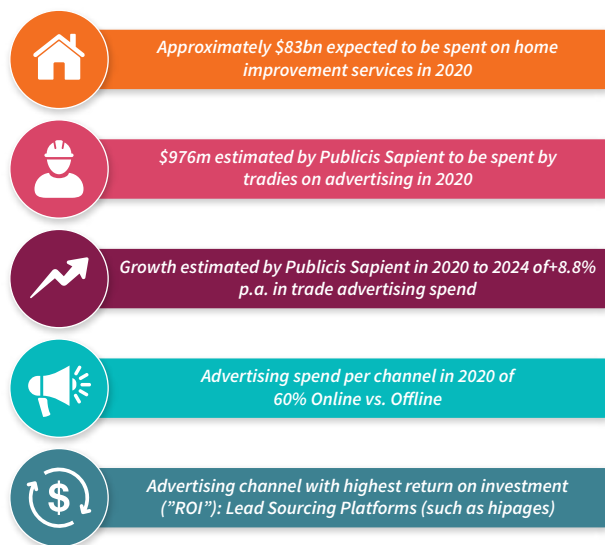 Approximately $83bn expected to be spent on home
improvement services in 2020
$976m estimated by Publicis Sapient to be spent by
tradies on advertising in 2020
Growth estimated by Publicis Sapient in 2020 to 2024 of+8.8%
p.a. in trade advertising spend
Advertising spend per channel in 2020 of
60% Online vs. Offline
$
Advertising channel with highest return on investment
(”ROI”): Lead Sourcing Platforms (such as hipages)